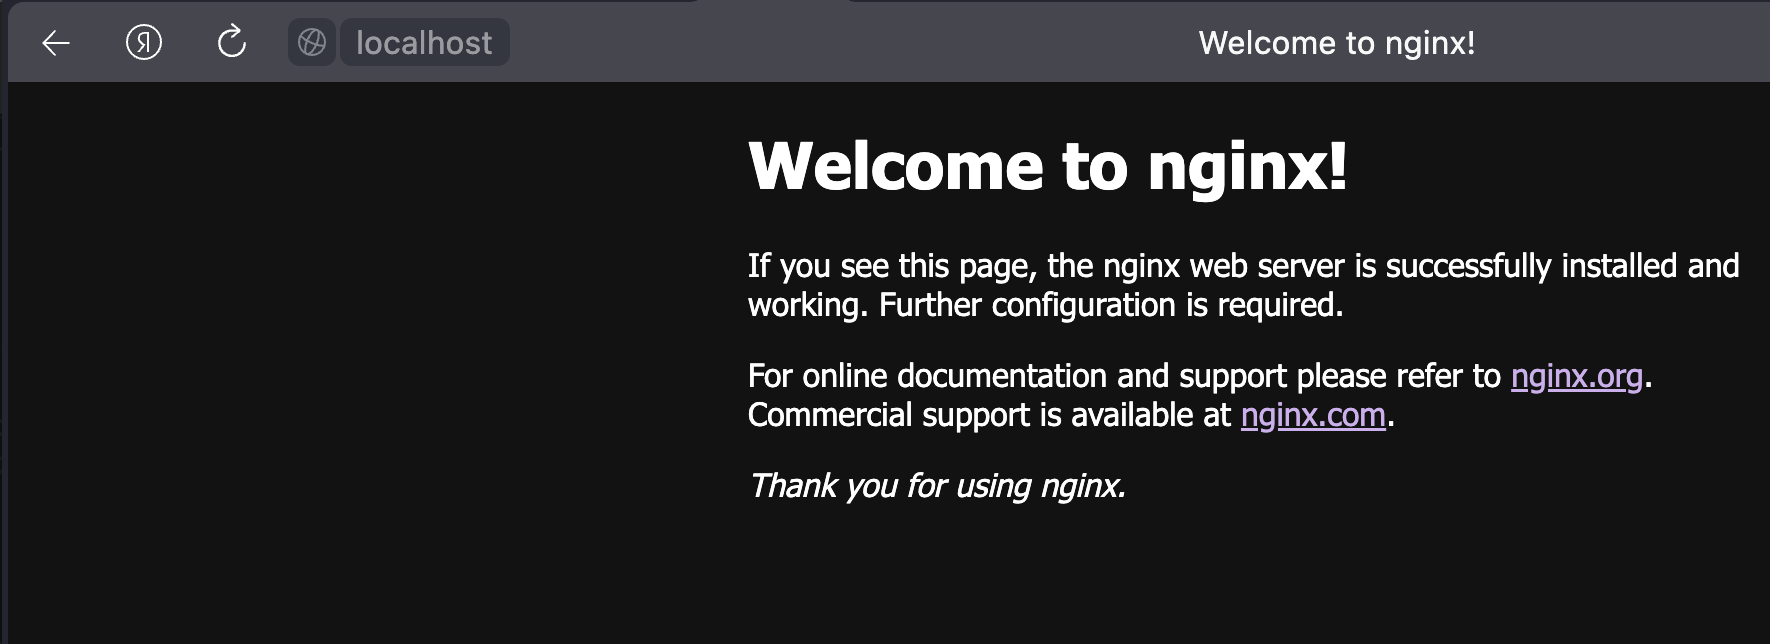 Я localhost Welcome to nginx!
Welcome to nginx!
If you see this page, the nginx web server is successfully installed and
working. Further configuration is required.
For online documentation and support please refer to nginx.org.
Commercial support is available at nginx.com.
Thank you for using nginx.